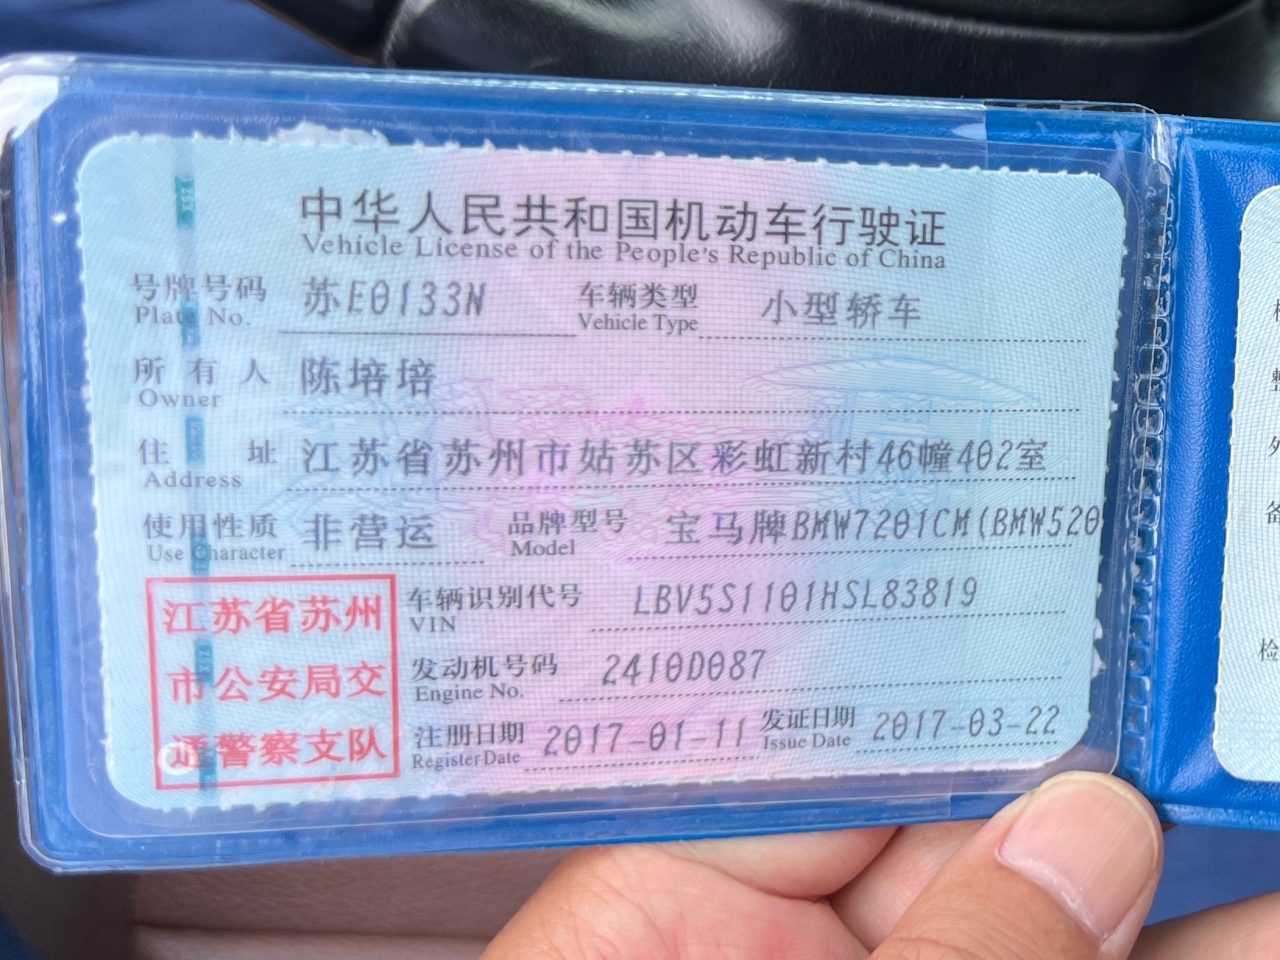 中华人民共和国机动车行驶证
Vehicle License of the People's Republic of China
号牌号码 苏E0133N 车辆类型 小型轿车
Plate No. Vehicle Type
所有人 陈培培
Owner
住址 江苏省苏州市姑苏区彩虹新村46幢402室
Address
使用性质 非营运 品牌型号 宝马牌BMW7201CM(BMW520
Use Character Model
江苏省苏州
市公安局交
通警察支队
车辆识别代号 LBV5S1101HSL83819
VIN
发动机号码 2410D087
Engine No.
注册日期 2017-01-11 发证日期 2017-03-22
Register Date Issue Date
检